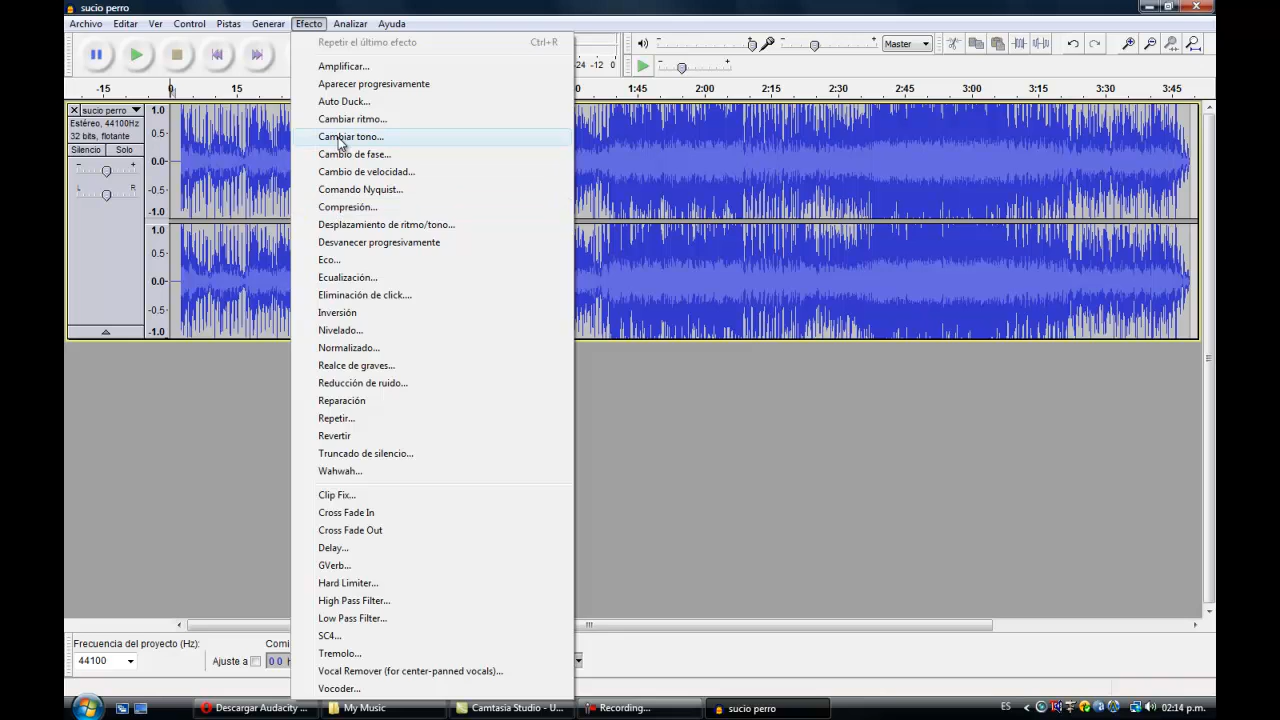 sucio perro
Archivo Editar Ver Control Pistas Generar Efecto Analizar Ayuda
Repetir el último efecto Ctrl+R
Amplificar...
Aparecer progresivamente
Auto Duck...
Cambiar ritmo...
Cambiar tono...
Cambio de fase...
Cambio de velocidad...
Comando Nyquist...
Compresión...
Desplazamiento de ritmo/tono...
Desvanecer progresivamente
Eco...
Ecualización...
Eliminación de click....
Inversión
Nivelado...
Normalizado...
Realce de graves...
Reducción de ruido...
Reparación
Repetir...
Revertir
Truncado de silencio...
Wahwah...
Clip Fix...
Cross Fade In
Cross Fade Out
Delay...
GVerb...
Hard Limiter...
High Pass Filter...
Low Pass Filter...
SC4...
Tremolo...
Vocal Remover (for center-panned vocals)...
Vocoder...
Master
-24 -12 0
-15 0 15 0 1:45 2:00 2:15 2:30 2:45 3:00 3:15 3:30 3:45
sucio perro
Estéreo, 44100Hz
32 bits, flotante
Silencio Solo
- +
L R
1.0
0.5
0.0
-0.5
-1.0
1.0
0.5
0.0
-0.5
-1.0
Frecuencia del proyecto (Hz): Comi
44100 Ajuste a 0 0 h
Descargar Audacity ... My Music Camtasia Studio - U... Recording... sucio perro ES 02:14 p.m.